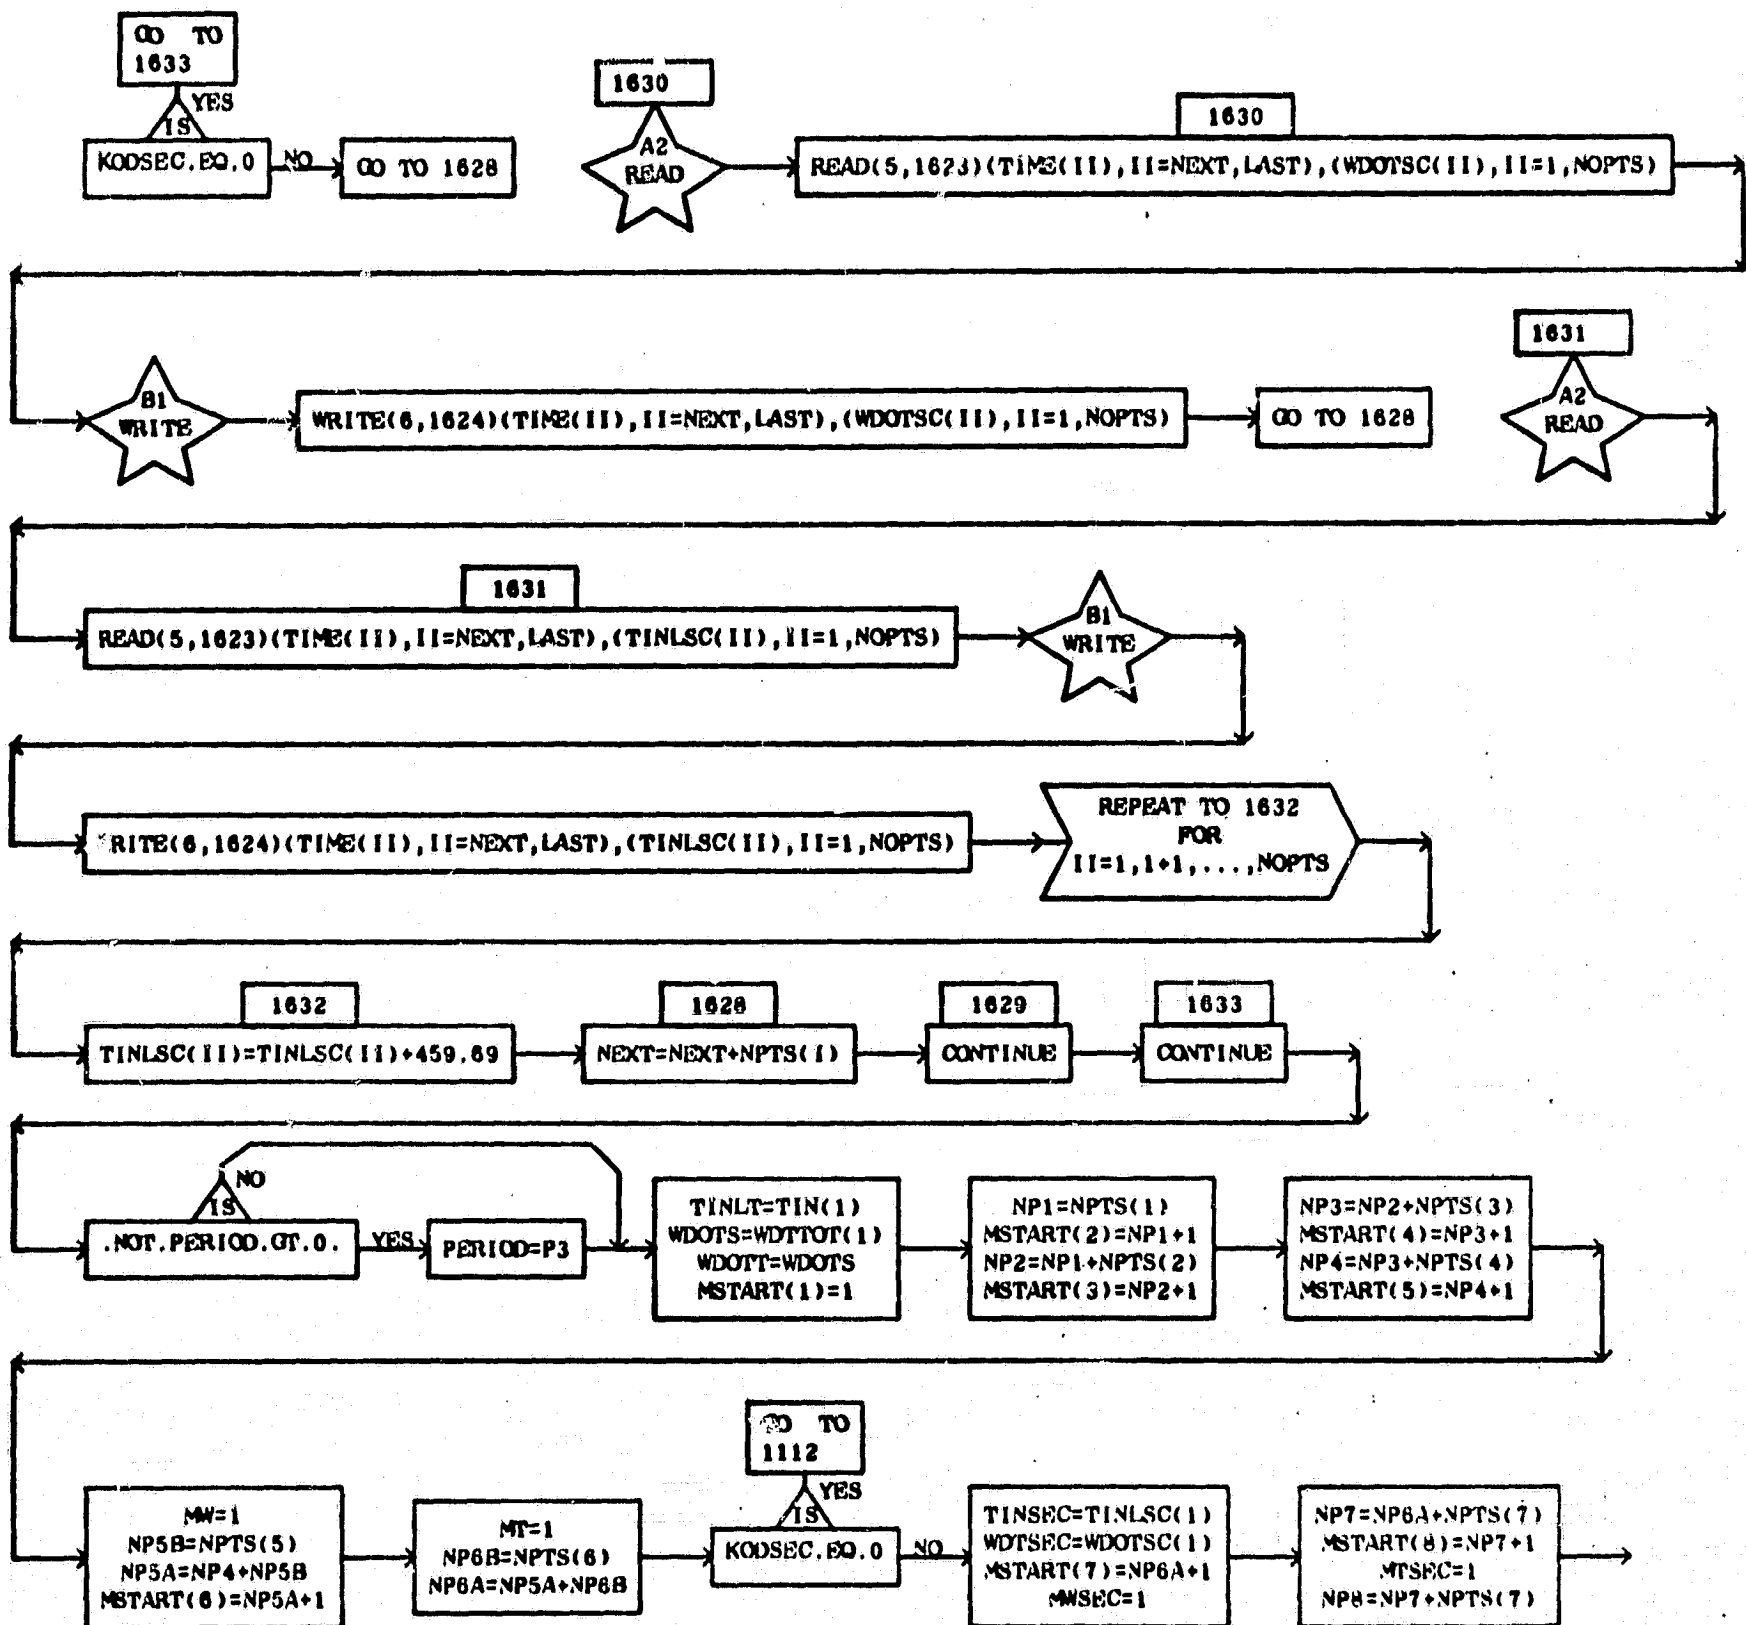 GO TO
1633
YES
IS
KODSEC.EQ.0
NO
GO TO 1628
1630
A2
READ
1630
READ(5,1623)(TIME(II),II=NEXT,LAST),(WDOTSC(II),II=1,NOPTS)
B1
WRITE
WRITE(6,1624)(TIME(II),II=NEXT,LAST),(WDOTSC(II),II=1,NOPTS)
GO TO 1628
1631
A2
READ
1631
READ(5,1623)(TIME(II),II=NEXT,LAST),(TINLSC(II),II=1,NOPTS)
B1
WRITE
RITE(6,1624)(TIME(II),II=NEXT,LAST),(TINLSC(II),II=1,NOPTS)
REPEAT TO 1632
FOR
II=1,1+1,...,NOPTS
1632
TINLSC(II)=TINLSC(II)+459.69
1628
NEXT=NEXT+NPTS(I)
1629
CONTINUE
1633
CONTINUE
NO
IS
.NOT.PERIOD.GT.0.
YES
PERIOD=P3
TINLT=TIN(1)
WDOTS=WDTTOT(1)
WDOTT=WDOTS
MSTART(1)=1
NP1=NPTS(1)
MSTART(2)=NP1+1
NP2=NP1+NPTS(2)
MSTART(3)=NP2+1
NP3=NP2+NPTS(3)
MSTART(4)=NP3+1
NP4=NP3+NPTS(4)
MSTART(5)=NP4+1
MW=1
NP5B=NPTS(5)
NP5A=NP4+NP5B
MSTART(6)=NP5A+1
MT=1
NP6B=NPTS(6)
NP6A=NP5A+NP6B
GO TO
1112
YES
IS
KODSEC.EQ.0
NO
TINSEC=TINLSC(1)
WDTSEC=WDOTSC(1)
MSTART(7)=NP6A+1
MWSEC=1
NP7=NP6A+NPTS(7)
MSTART(8)=NP7+1
MTSEC=1
NP8=NP7+NPTS(7)